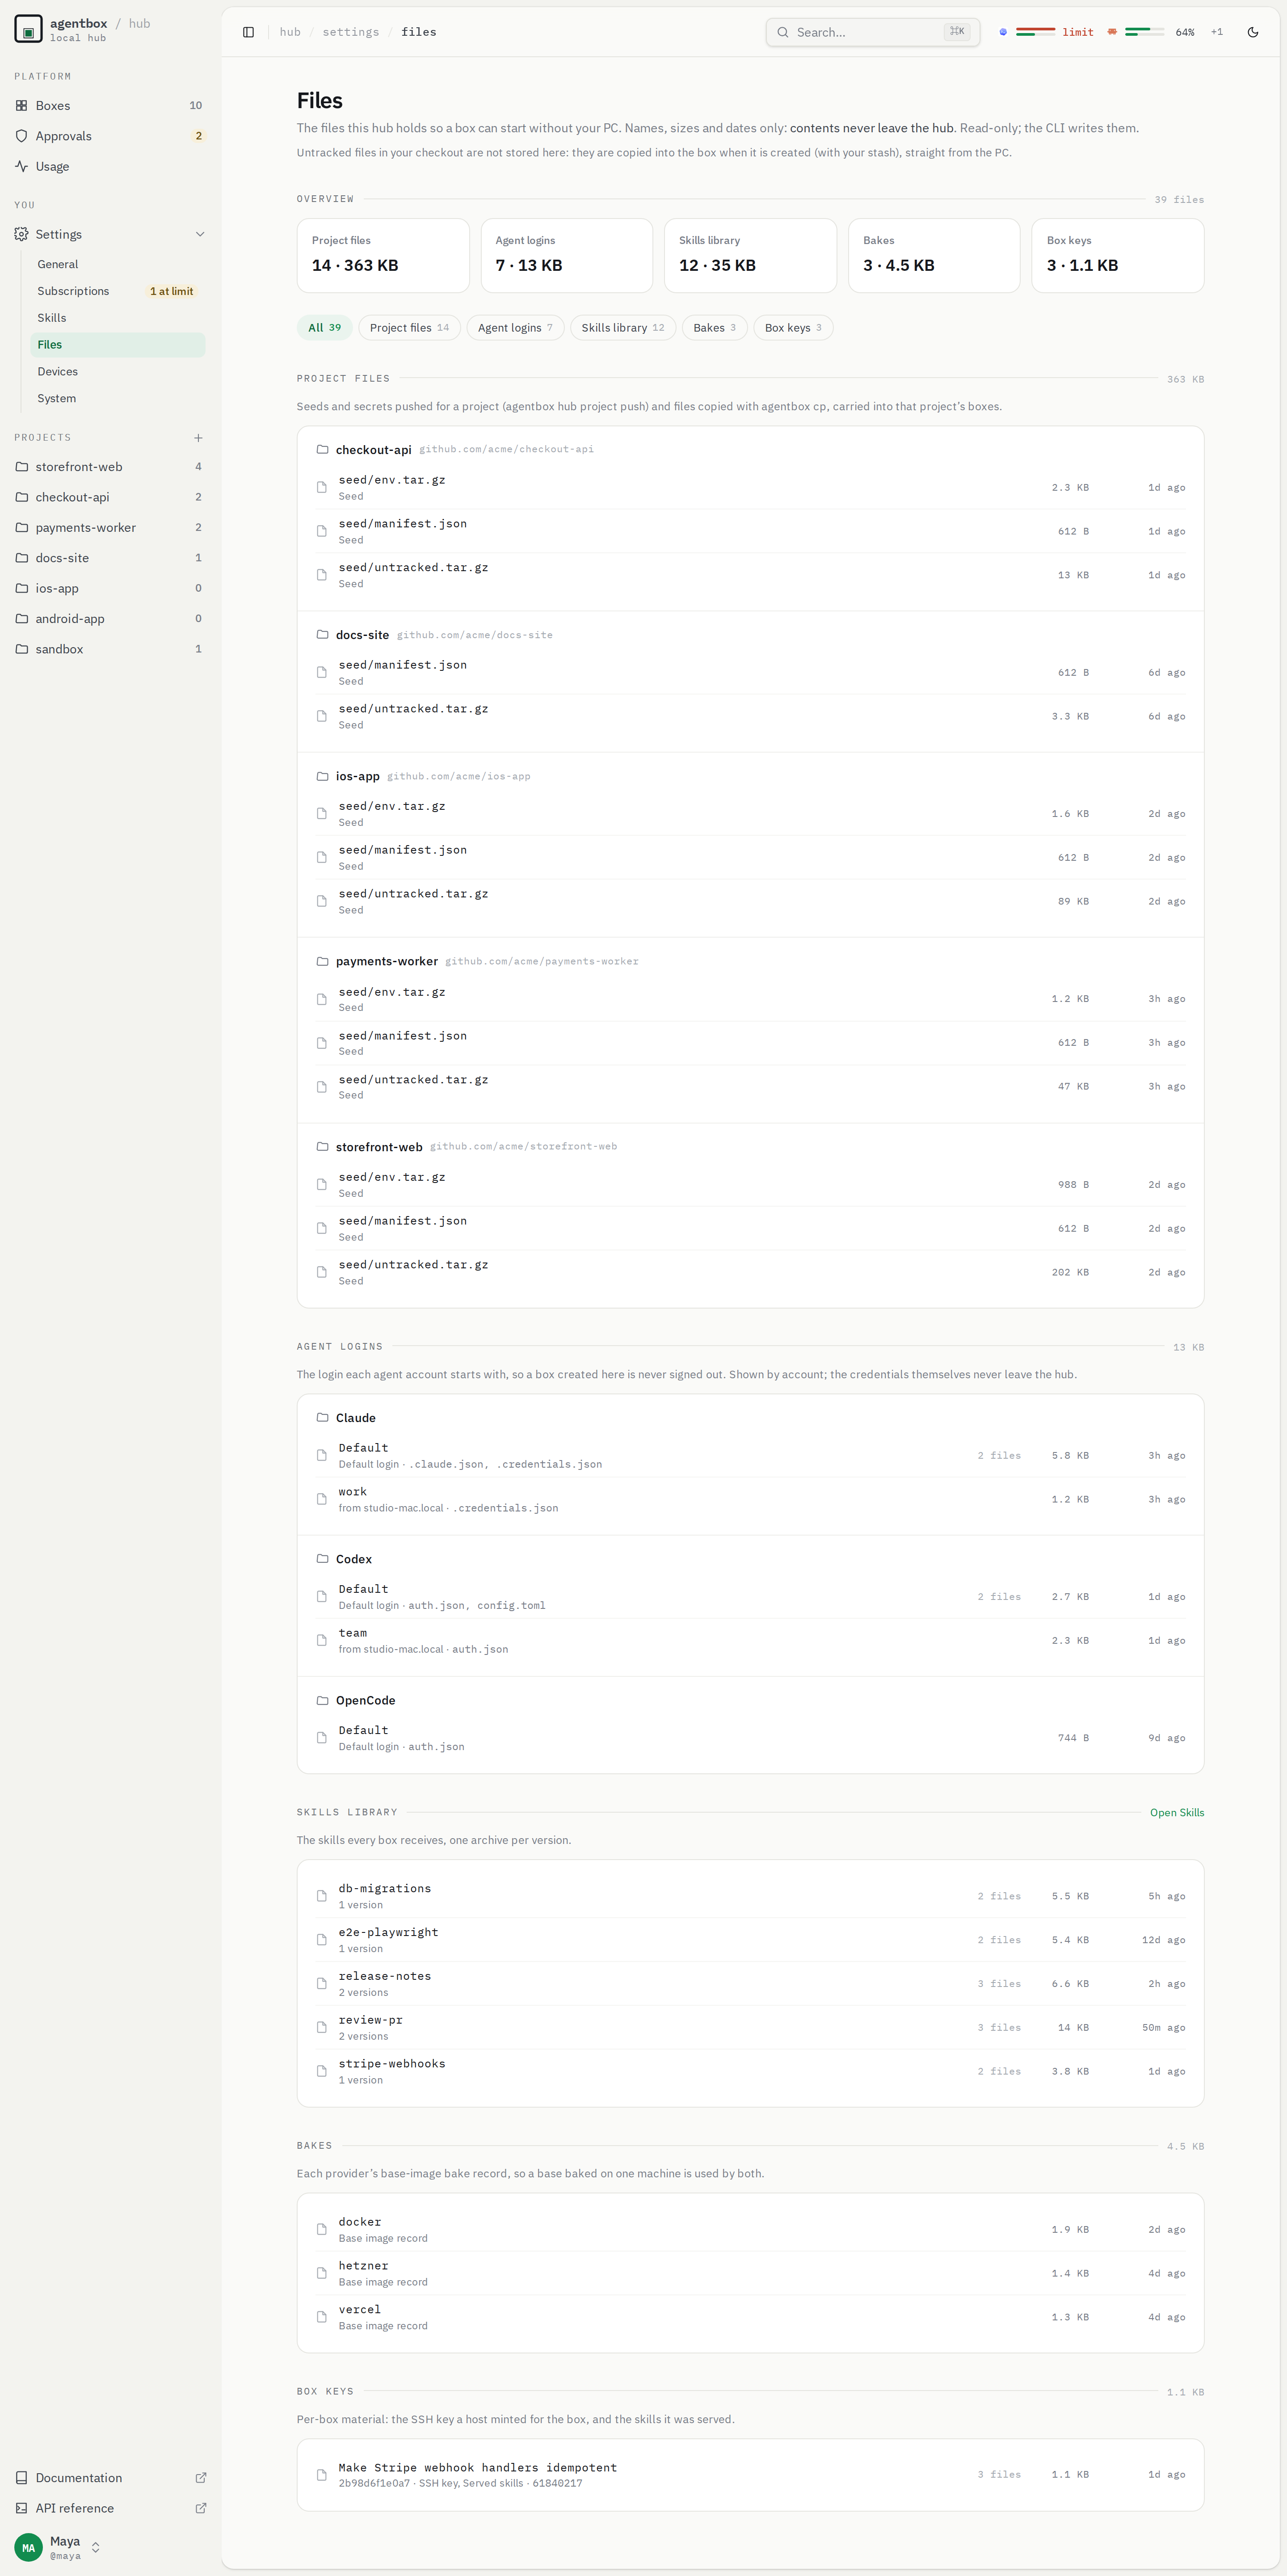 agentbox / hub
local hub
PLATFORM
Boxes 10
Approvals 2
Usage
YOU
Settings
General
Subscriptions 1 at limit
Skills
Files
Devices
System
PROJECTS +
storefront-web 4
checkout-api 2
payments-worker 2
docs-site 1
ios-app 0
android-app 0
sandbox 1
Documentation
API reference
MA
Maya
@maya
hub / settings / files
Search... ⌘K
limit
64% +1
Files
The files this hub holds so a box can start without your PC. Names, sizes and dates only: contents never leave the hub. Read-only; the CLI writes them.
Untracked files in your checkout are not stored here: they are copied into the box when it is created (with your stash), straight from the PC.
OVERVIEW 39 files
Project files
14 · 363 KB
Agent logins
7 · 13 KB
Skills library
12 · 35 KB
Bakes
3 · 4.5 KB
Box keys
3 · 1.1 KB
All 39 Project files 14 Agent logins 7 Skills library 12 Bakes 3 Box keys 3
PROJECT FILES 363 KB
Seeds and secrets pushed for a project (agentbox hub project push) and files copied with agentbox cp, carried into that project's boxes.
checkout-api github.com/acme/checkout-api
seed/env.tar.gz 2.3 KB 1d ago
Seed
seed/manifest.json 612 B 1d ago
Seed
seed/untracked.tar.gz 13 KB 1d ago
Seed
docs-site github.com/acme/docs-site
seed/manifest.json 612 B 6d ago
Seed
seed/untracked.tar.gz 3.3 KB 6d ago
Seed
ios-app github.com/acme/ios-app
seed/env.tar.gz 1.6 KB 2d ago
Seed
seed/manifest.json 612 B 2d ago
Seed
seed/untracked.tar.gz 89 KB 2d ago
Seed
payments-worker github.com/acme/payments-worker
seed/env.tar.gz 1.2 KB 3h ago
Seed
seed/manifest.json 612 B 3h ago
Seed
seed/untracked.tar.gz 47 KB 3h ago
Seed
storefront-web github.com/acme/storefront-web
seed/env.tar.gz 988 B 2d ago
Seed
seed/manifest.json 612 B 2d ago
Seed
seed/untracked.tar.gz 202 KB 2d ago
Seed
AGENT LOGINS 13 KB
The login each agent account starts with, so a box created here is never signed out. Shown by account; the credentials themselves never leave the hub.
Claude
Default 2 files 5.8 KB 3h ago
Default login · .claude.json, .credentials.json
work 1.2 KB 3h ago
from studio-mac.local · .credentials.json
Codex
Default 2 files 2.7 KB 1d ago
Default login · auth.json, config.toml
team 2.3 KB 1d ago
from studio-mac.local · auth.json
OpenCode
Default 744 B 9d ago
Default login · auth.json
SKILLS LIBRARY Open Skills
The skills every box receives, one archive per version.
db-migrations 2 files 5.5 KB 5h ago
1 version
e2e-playwright 2 files 5.4 KB 12d ago
1 version
release-notes 3 files 6.6 KB 2h ago
2 versions
review-pr 3 files 14 KB 50m ago
2 versions
stripe-webhooks 2 files 3.8 KB 1d ago
1 version
BAKES 4.5 KB
Each provider's base-image bake record, so a base baked on one machine is used by both.
docker 1.9 KB 2d ago
Base image record
hetzner 1.4 KB 4d ago
Base image record
vercel 1.3 KB 4d ago
Base image record
BOX KEYS 1.1 KB
Per-box material: the SSH key a host minted for the box, and the skills it was served.
Make Stripe webhook handlers idempotent 3 files 1.1 KB 1d ago
2b98d6f1e0a7 · SSH key, Served skills · 61840217